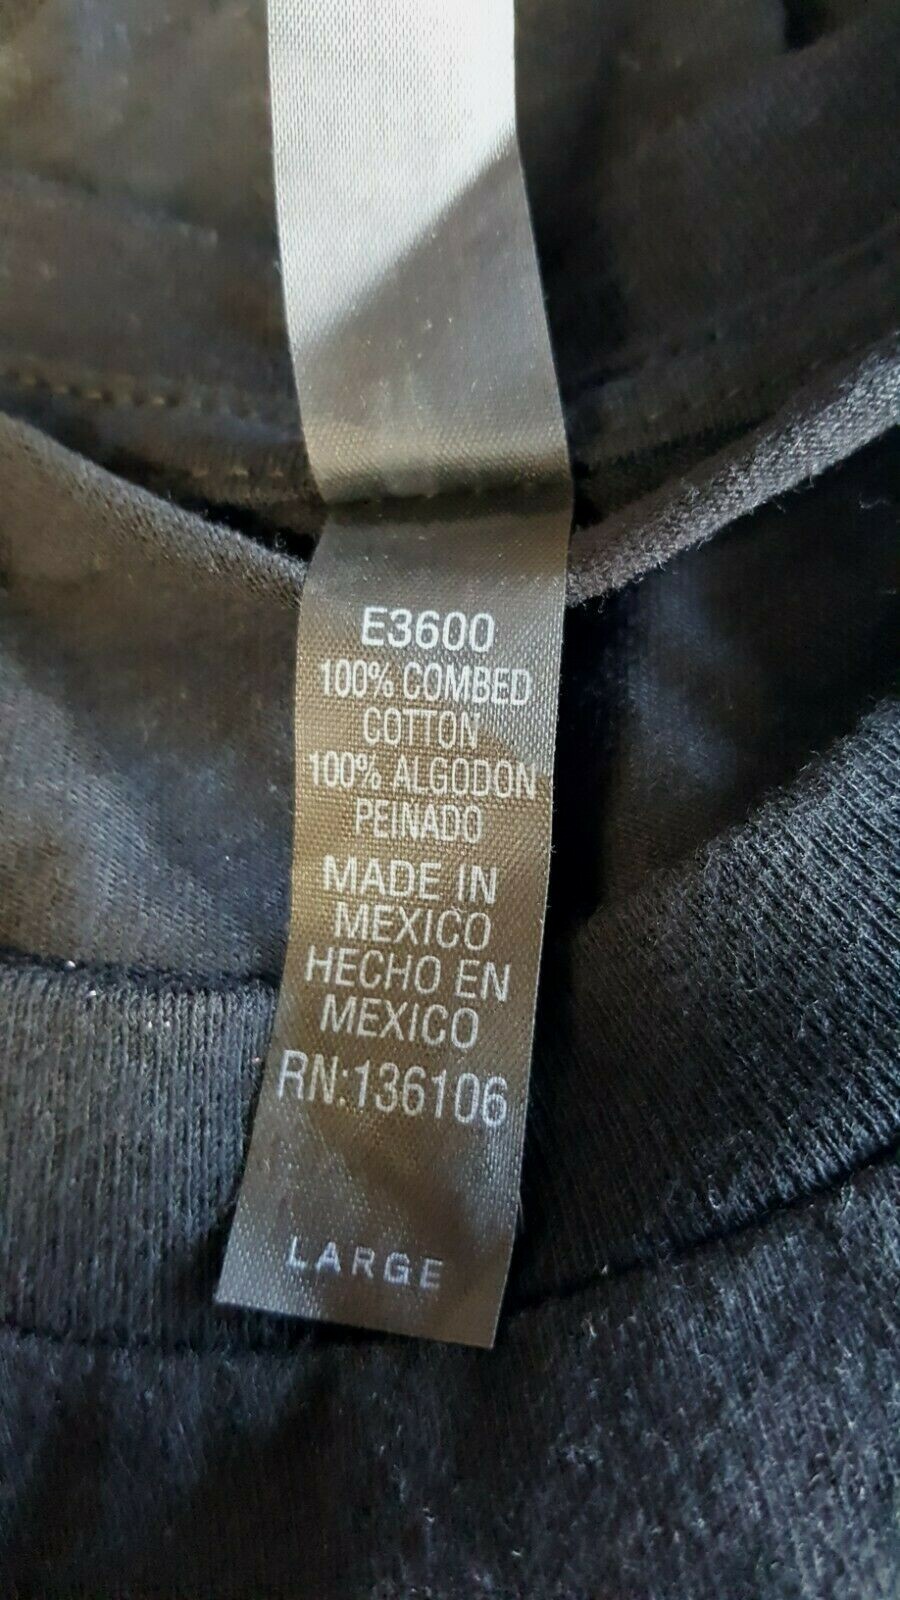 E3600
100% COMBED
COTTON
100% ALGODON
PEINADO
MADE IN
MEXICO
HECHO EN
MEXICO
RN:136106
LARGE